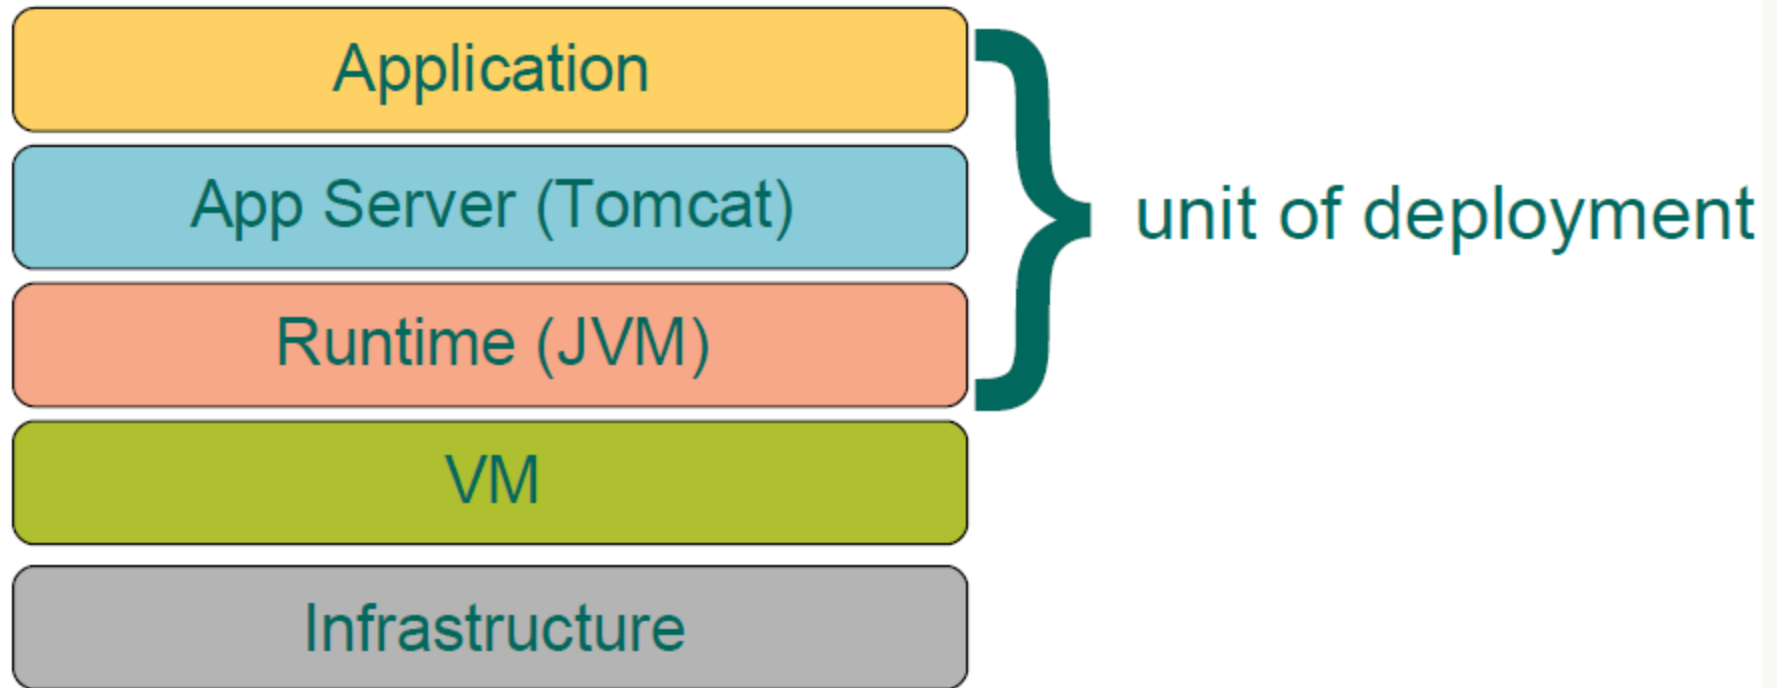 Application
App Server (Tomcat)
unit of deployment
Runtime (JVM)
VM
Infrastructure